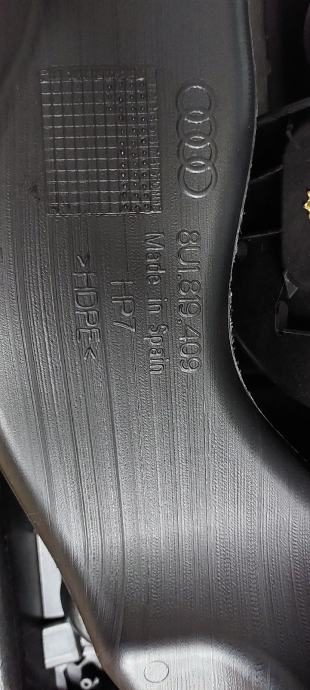 8U1.819.409
Made in Spain
HP7
>HDPE<